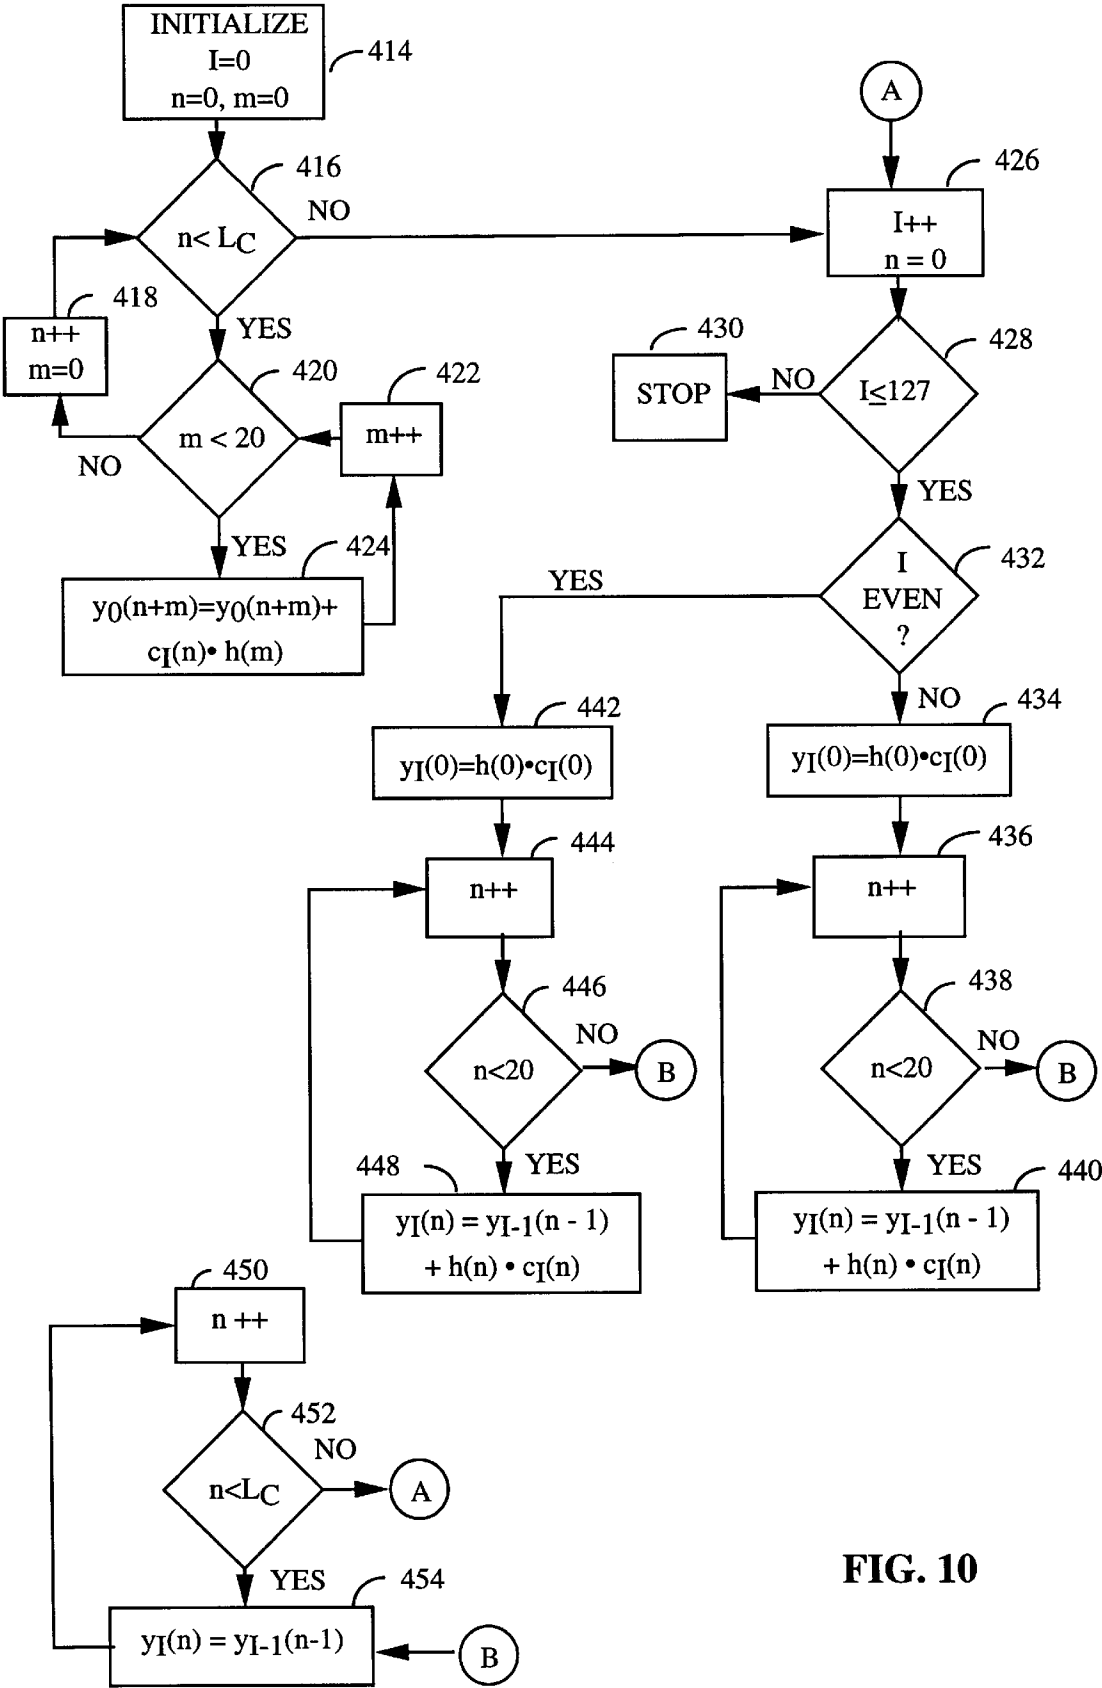 INITIALIZE
I=0
n=0, m=0
414
416
n< LC
NO
YES
418
n++
m=0
420
m < 20
NO
YES
422
m++
424
y0(n+m)=y0(n+m)+
cI(n)• h(m)
A
426
I++
n = 0
428
I≤127
NO
430
STOP
YES
432
I
EVEN
?
YES
NO
442
yI(0)=h(0)•cI(0)
434
yI(0)=h(0)•cI(0)
444
n++
436
n++
446
n<20
NO
B
438
n<20
NO
B
YES
448
yI(n) = yI-1(n - 1)
+ h(n) • cI(n)
YES
440
yI(n) = yI-1(n - 1)
+ h(n) • cI(n)
450
n ++
452
n<LC
NO
A
YES
454
yI(n) = yI-1(n-1)
B
FIG. 10